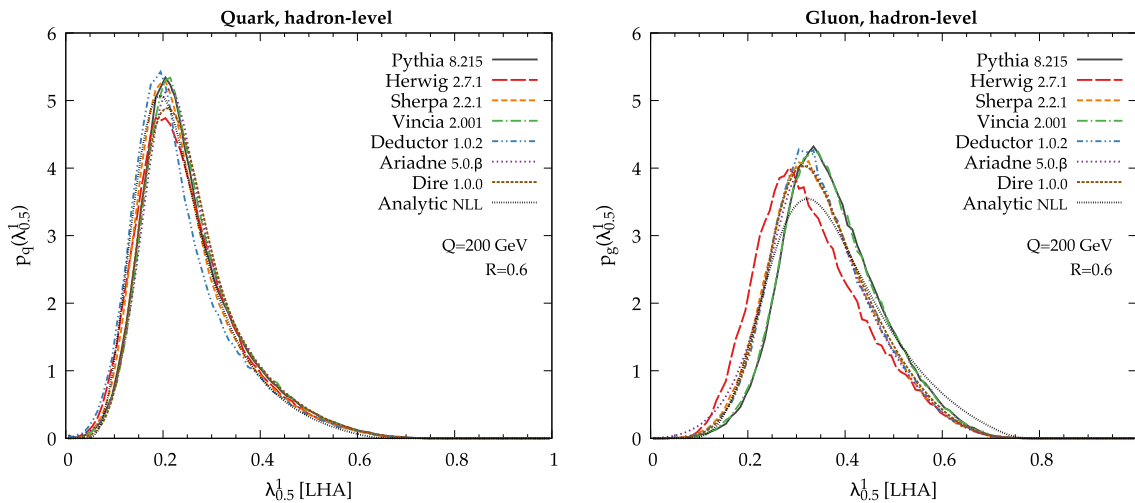 Quark, hadron-level
6
5
4
3
2
1
0
p_q(λ^1_0.5)
Pythia 8.215
Herwig 2.7.1
Sherpa 2.2.1
Vincia 2.001
Deductor 1.0.2
Ariadne 5.0.β
Dire 1.0.0
Analytic NLL
Q=200 GeV
R=0.6
0 0.2 0.4 0.6 0.8 1
λ^1_0.5 [LHA]
Gluon, hadron-level
6
5
4
3
2
1
0
p_g(λ^1_0.5)
Pythia 8.215
Herwig 2.7.1
Sherpa 2.2.1
Vincia 2.001
Deductor 1.0.2
Ariadne 5.0.β
Dire 1.0.0
Analytic NLL
Q=200 GeV
R=0.6
0 0.2 0.4 0.6 0.8
λ^1_0.5 [LHA]